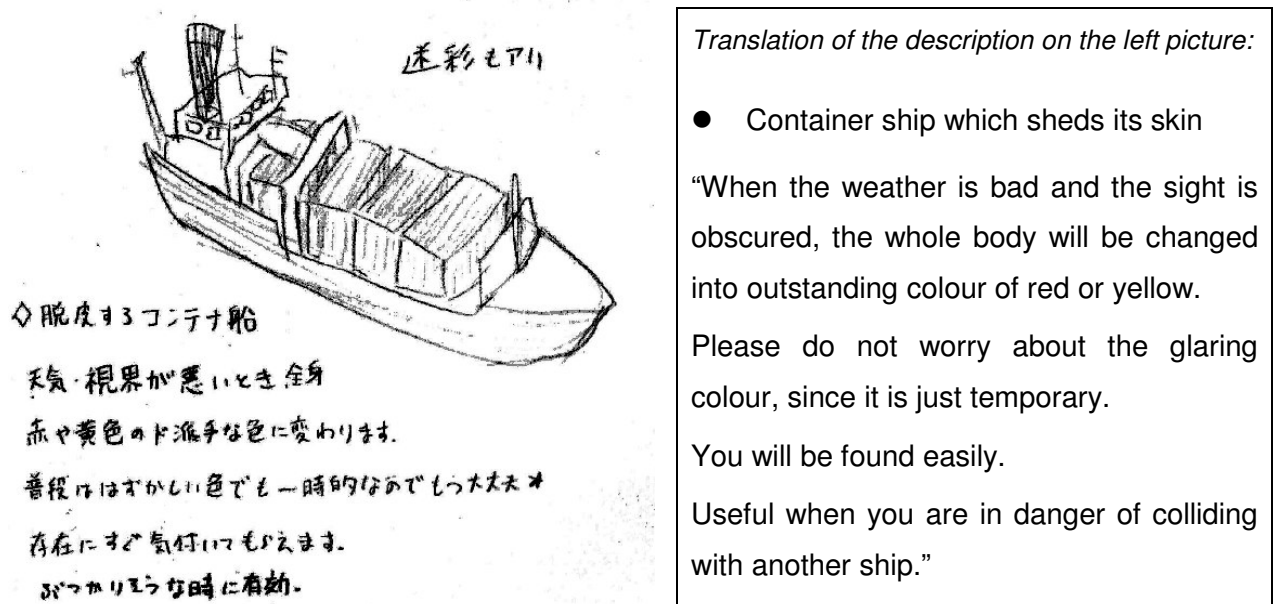 迷彩もアリ
◇脱皮するコンテナ船
天気・視界が悪いとき全身
赤や黄色のド派手な色に変わります.
普段ははずかしい色でも一時的なのでもう大丈夫
存在にすぐ気付いてもらえます.
ぶつかりそうな時に有効.
Translation of the description on the left picture:
● Container ship which sheds its skin
“When the weather is bad and the sight is
obscured, the whole body will be changed
into outstanding colour of red or yellow.
Please do not worry about the glaring
colour, since it is just temporary.
You will be found easily.
Useful when you are in danger of colliding
with another ship.”